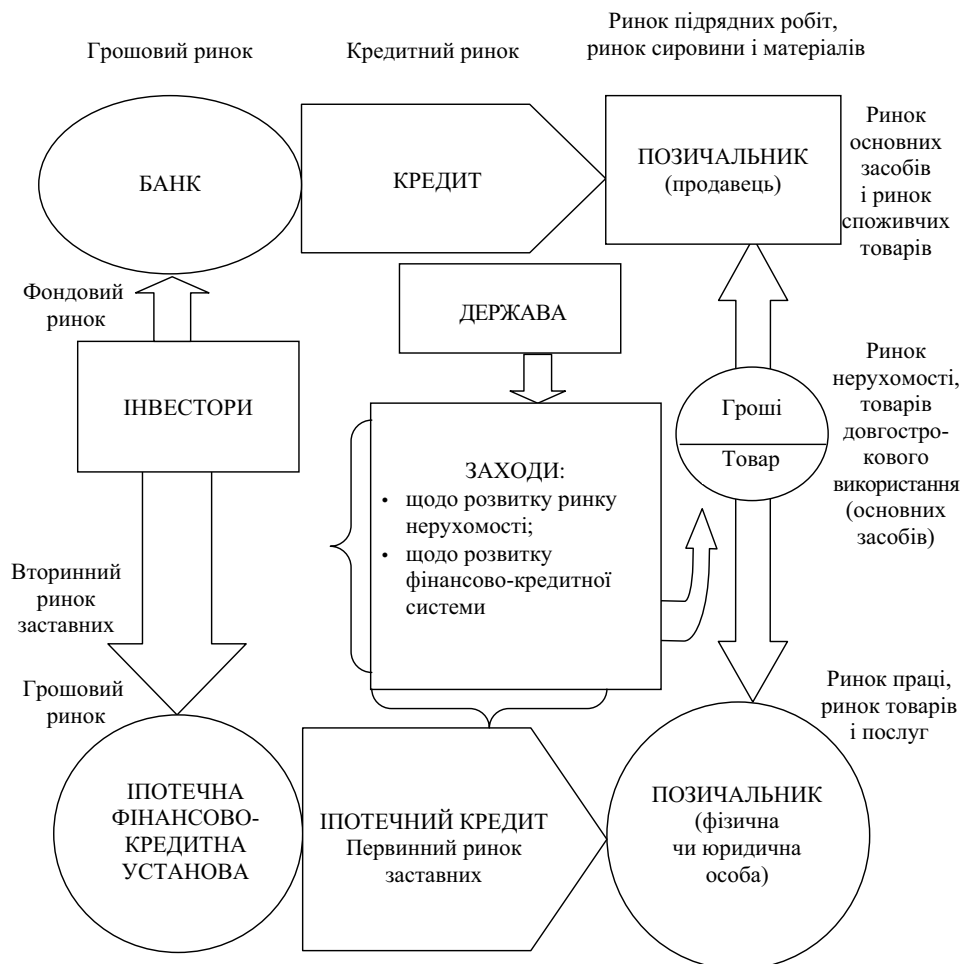 Грошовий ринок
Кредитний ринок
Ринок підрядних робіт,
ринок сировини і матеріалів
БАНК
КРЕДИТ
ПОЗИЧАЛЬНИК
(продавець)
Ринок
основних
засобів
і ринок
споживчих
товарів
Фондовий
ринок
ДЕРЖАВА
ІНВЕСТОРИ
Гроші
Товар
Ринок
нерухомості,
товарів
довгостро-
кового
використання
(основних
засобів)
ЗАХОДИ:
• щодо розвитку ринку
нерухомості;
• щодо розвитку
фінансово-кредитної
системи
Вторинний
ринок
заставних
Грошовий
ринок
Ринок праці,
ринок товарів
і послуг
ІПОТЕЧНА
ФІНАНСОВО-
КРЕДИТНА
УСТАНОВА
ІПОТЕЧНИЙ КРЕДИТ
Первинний ринок
заставних
ПОЗИЧАЛЬНИК
(фізична
чи юридична
особа)